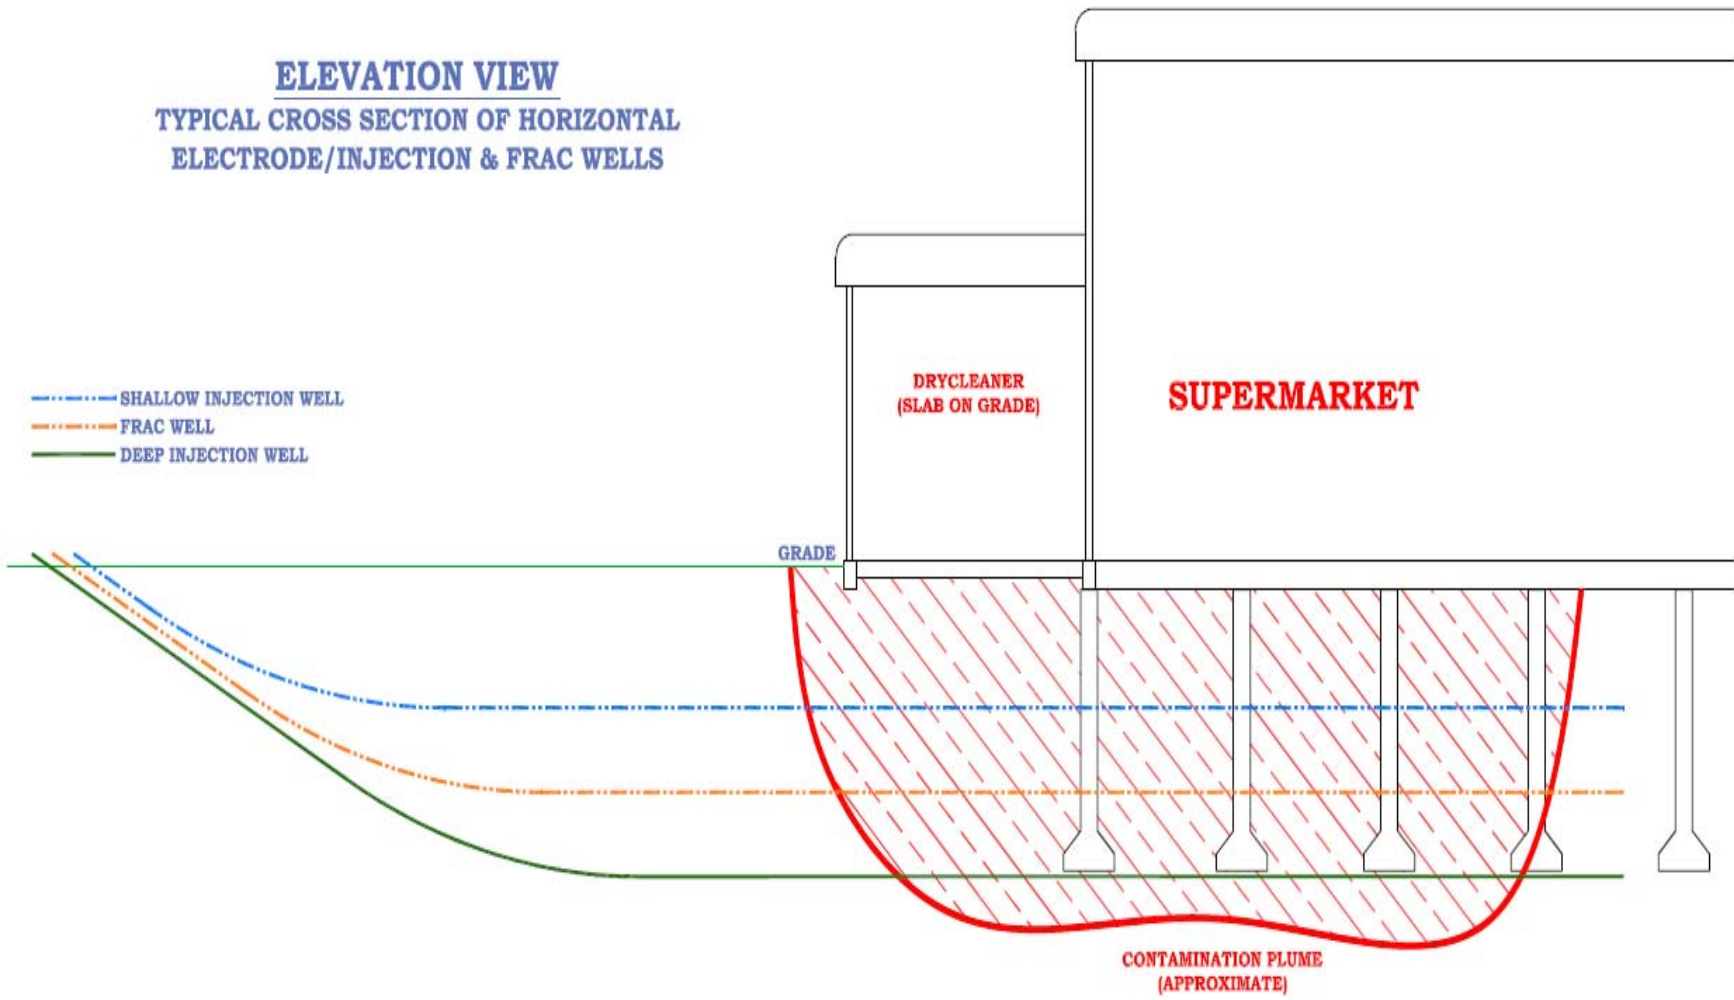 ELEVATION VIEW
TYPICAL CROSS SECTION OF HORIZONTAL
ELECTRODE/INJECTION & FRAC WELLS
DRYCLEANER
(SLAB ON GRADE)
SUPERMARKET
SHALLOW INJECTION WELL
FRAC WELL
DEEP INJECTION WELL
GRADE
CONTAMINATION PLUME
(APPROXIMATE)